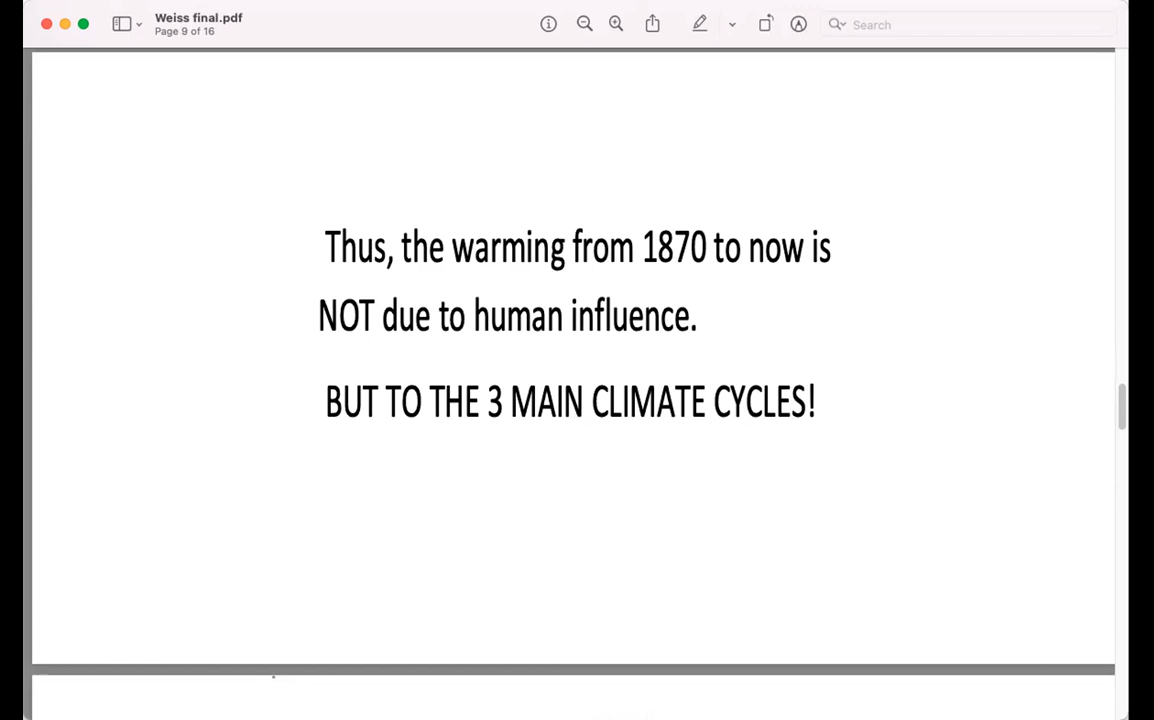 Weiss final.pdf
Page 9 of 16
Search
Thus, the warming from 1870 to now is
NOT due to human influence.
BUT TO THE 3 MAIN CLIMATE CYCLES!